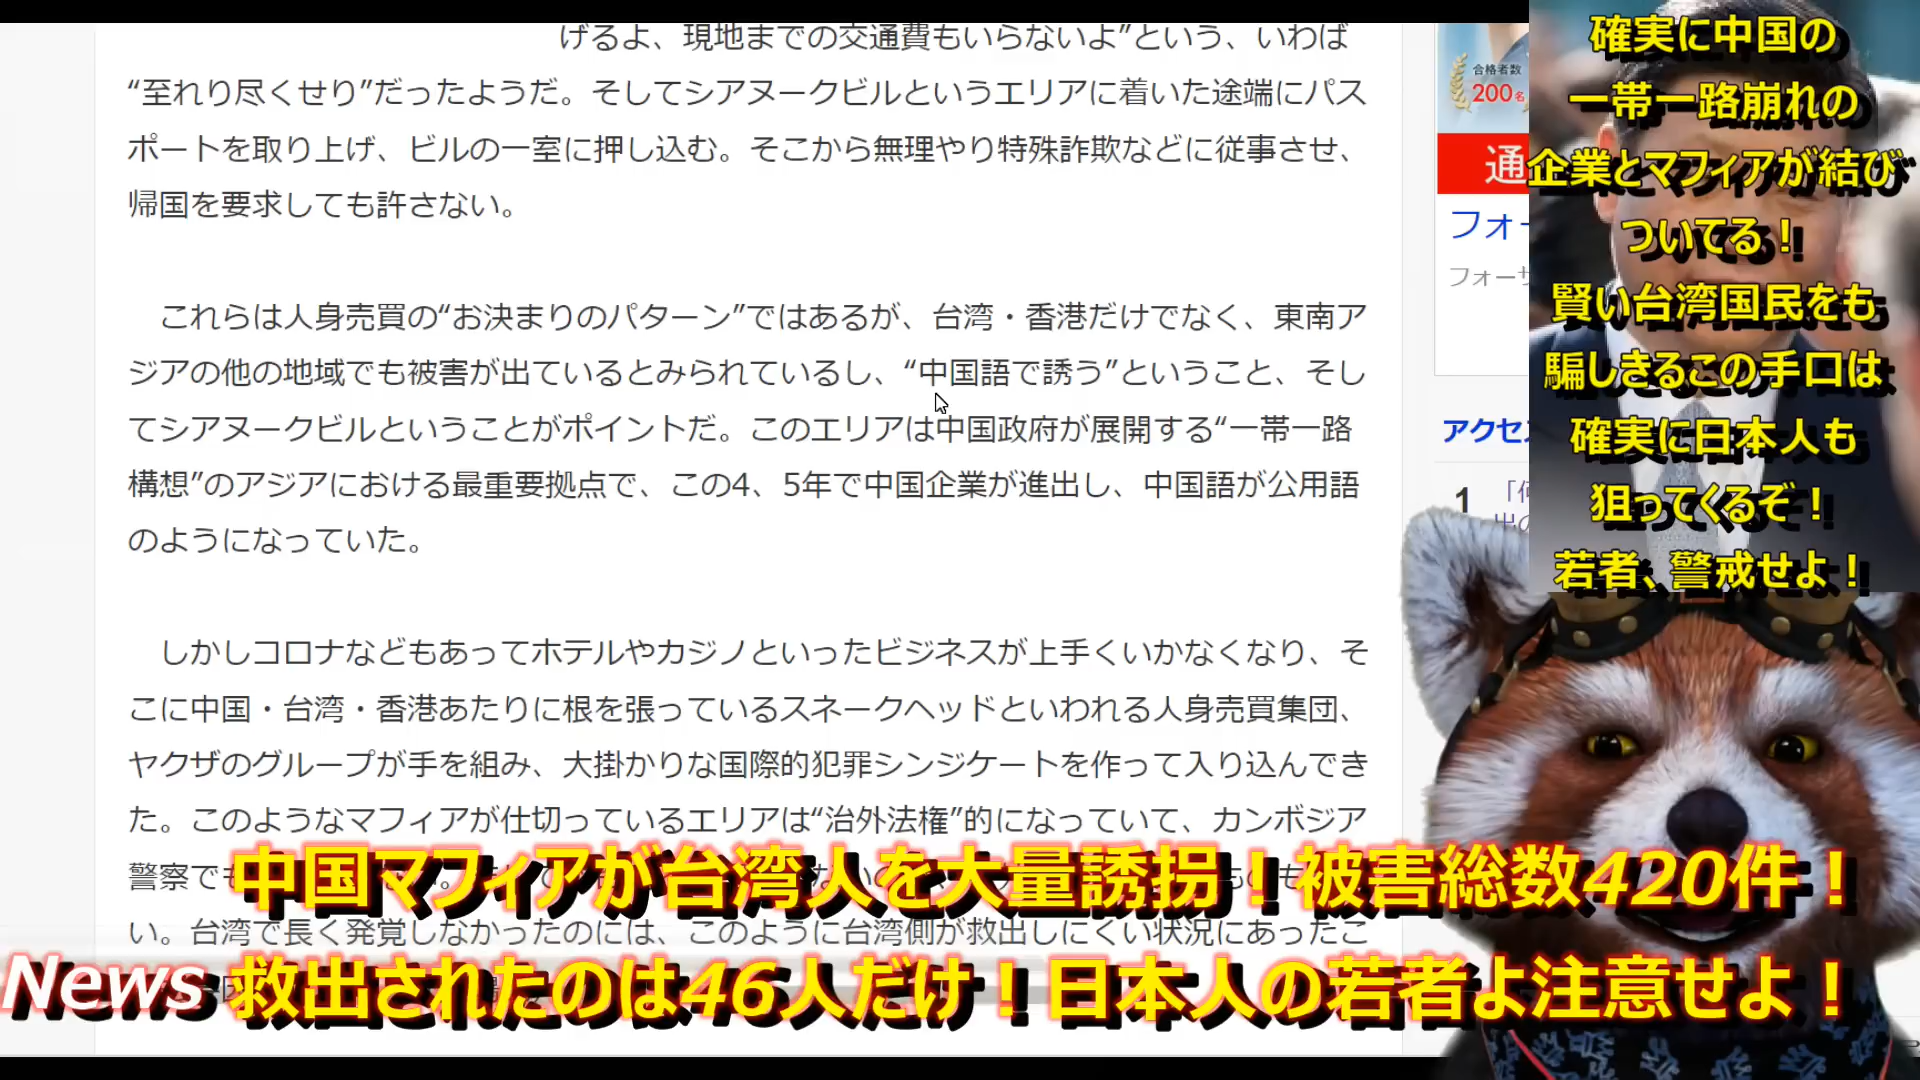 げるよ、現地までの交通費もいらないよ”という、いわば
“至れり尽くせり”だったようだ。そしてシアヌークビルというエリアに着いた途端にパス
ポートを取り上げ、ビルの一室に押し込む。そこから無理やり特殊詐欺などに従事させ、
帰国を要求しても許さない。
これらは人身売買の“お決まりのパターン”ではあるが、台湾・香港だけでなく、東南ア
ジアの他の地域でも被害が出ているとみられているし、“中国語で誘う”ということ、そし
てシアヌークビルということがポイントだ。このエリアは中国政府が展開する“一帯一路
構想”のアジアにおける最重要拠点で、この4、5年で中国企業が進出し、中国語が公用語
のようになっていた。
しかしコロナなどもあってホテルやカジノといったビジネスが上手くいかなくなり、そ
こに中国・台湾・香港あたりに根を張っているスネークヘッドといわれる人身売買集団、
ヤクザのグループが手を組み、大掛かりな国際的犯罪シンジケートを作って入り込んでき
た。このようなマフィアが仕切っているエリアは“治外法権”的になっていて、カンボジア
警察で
い。台湾で長く発覚しなかったのには、このように台湾側が救出しにくい状況にあったこ
合格者数
200名
通
フォー
フォーサ
アクセ
1
確実に中国の
一帯一路崩れの
企業とマフィアが結び
ついてる！
賢い台湾国民をも
騙しきるこの手口は
確実に日本人も
狙ってくるぞ！
若者、警戒せよ！
中国マフィアが台湾人を大量誘拐！被害総数420件！
News
救出されたのは46人だけ！日本人の若者よ注意せよ！